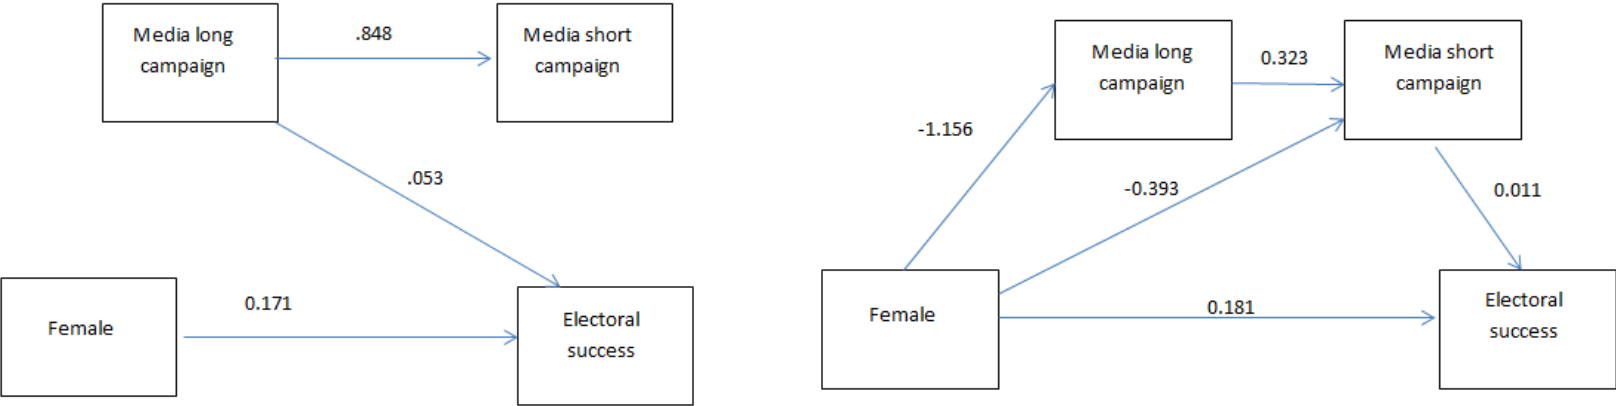 Media long
campaign
.848
Media short
campaign
.053
Female
0.171
Electoral
success
Media long
campaign
0.323
Media short
campaign
-1.156
-0.393
0.011
Female
0.181
Electoral
success